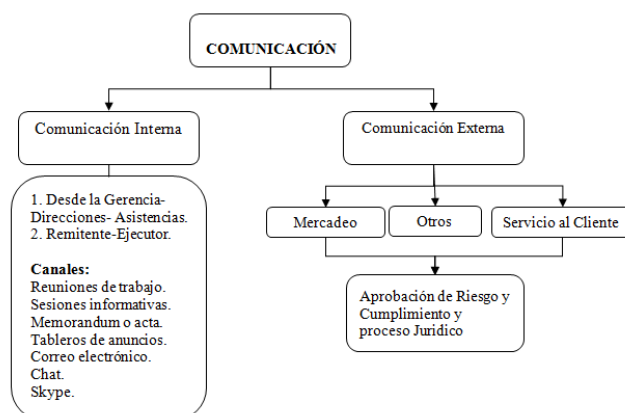 COMUNICACIÓN
Comunicación Interna
Comunicación Externa
1. Desde la Gerencia-
Direcciones- Asistencias.
2. Remitente-Ejecutor.
Canales:
Reuniones de trabajo.
Sesiones informativas.
Memorandum o acta.
Tableros de anuncios.
Correo electrónico.
Chat.
Skype.
Mercadeo
Otros
Servicio al Cliente
Aprobación de Riesgo y
Cumplimiento y
proceso Juridico